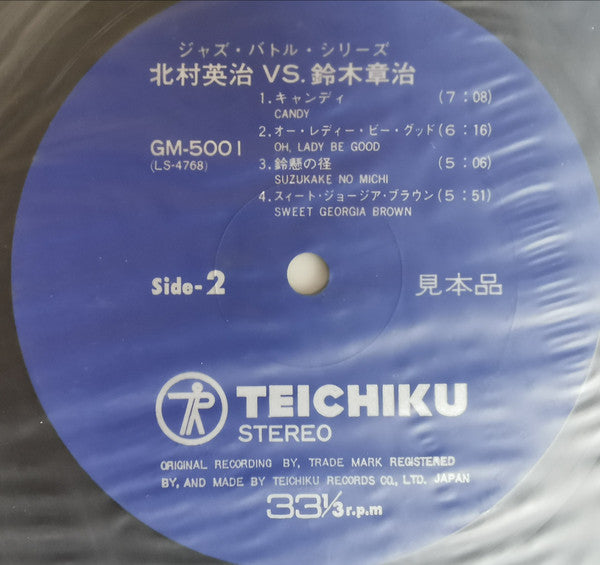 ジャズ・バトル・シリーズ
北村英治 VS. 鈴木章治
1. キャンディ (7:08)
CANDY
2. オー・レディー・ビー・グッド (6:16)
OH, LADY BE GOOD
3. 鈴懸の径 (5:06)
SUZUKAKE NO MICHI
4. スィート・ジョージア・ブラウン (5:51)
SWEET GEORGIA BROWN
GM-5001
(LS-4768)
Side-2
見本品
TEICHIKU
STEREO
ORIGINAL RECORDING BY, TRADE MARK REGISTERED
BY, AND MADE BY TEICHIKU RECORDS CO., LTD. JAPAN
33⅓ r.p.m